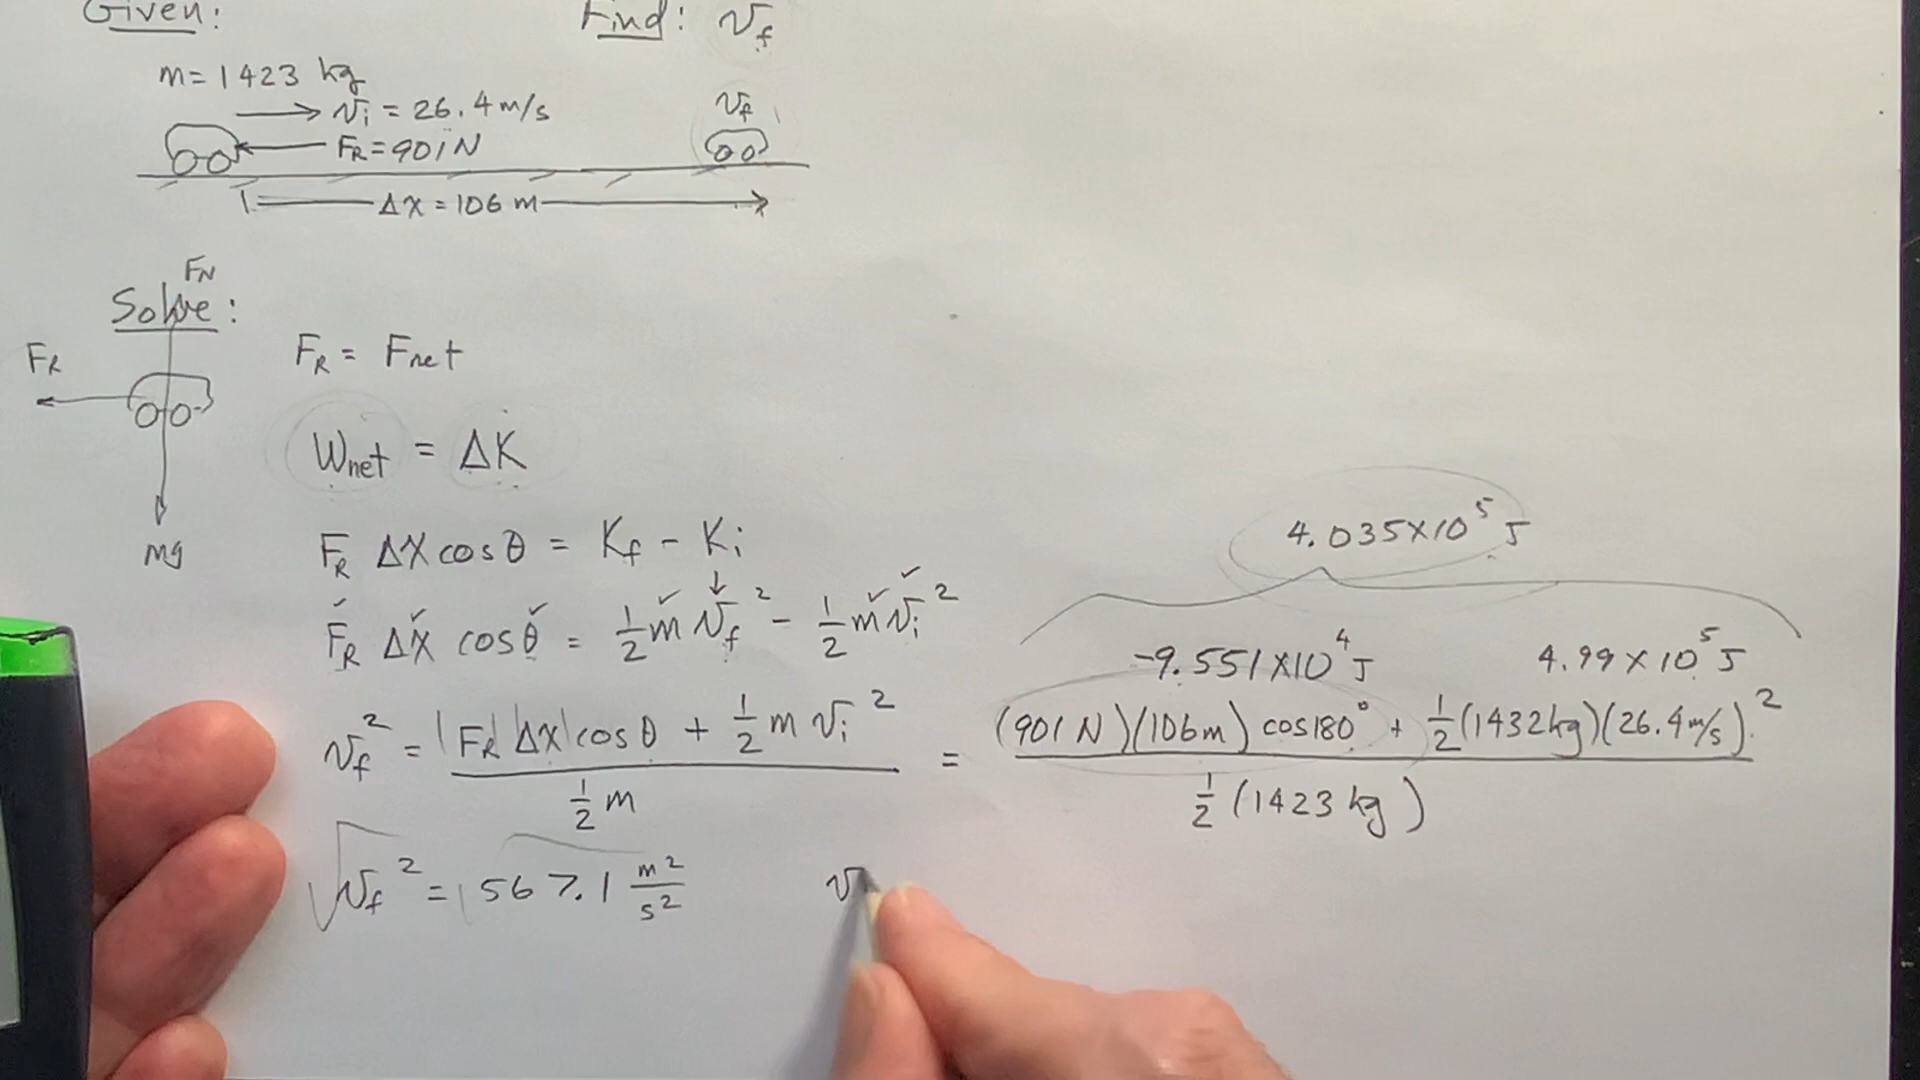 Given:
Find: vf
m = 1423 kg
vi = 26.4 m/s
FR = 901 N
vf
Δx = 106 m
FN
Solve:
FR
mg
FR = Fnet
Wnet = ΔK
FR Δx cos θ = Kf - Ki
FR Δx cos θ = 1/2 m vf² - 1/2 m vi²
vf² = (FR Δx cos θ + 1/2 m vi²) / (1/2 m) = ((901 N)(106 m) cos 180° + 1/2 (1432 kg)(26.4 m/s)²) / (1/2 (1423 kg))
4.035 × 10⁵ J
-9.551 × 10⁴ J
4.99 × 10⁵ J
√vf² = 567.1 m²/s²
v